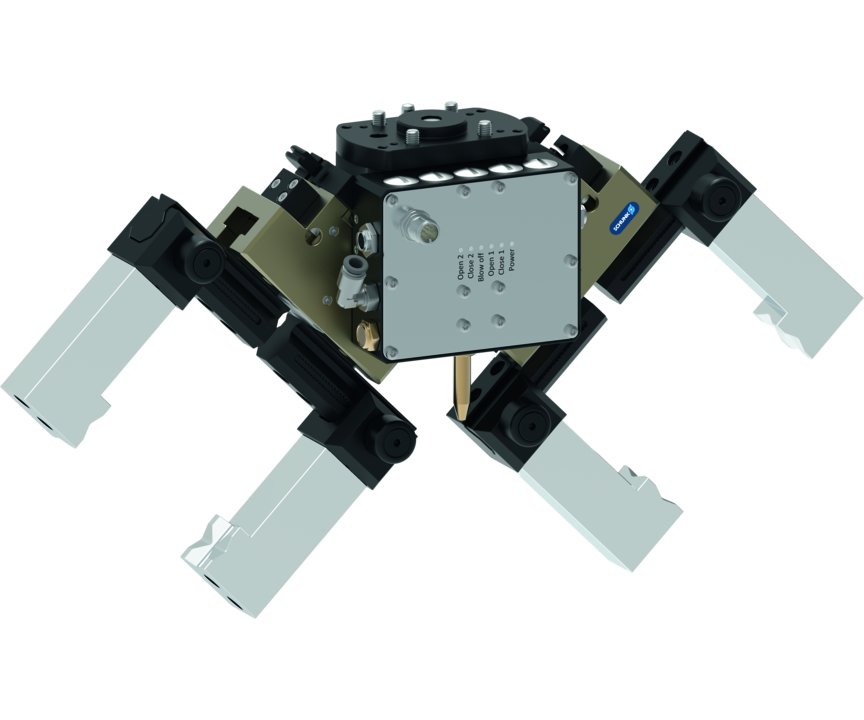 Open 2
Close 2
Blow off
Open 1
Close 1
Power
SCHUNK